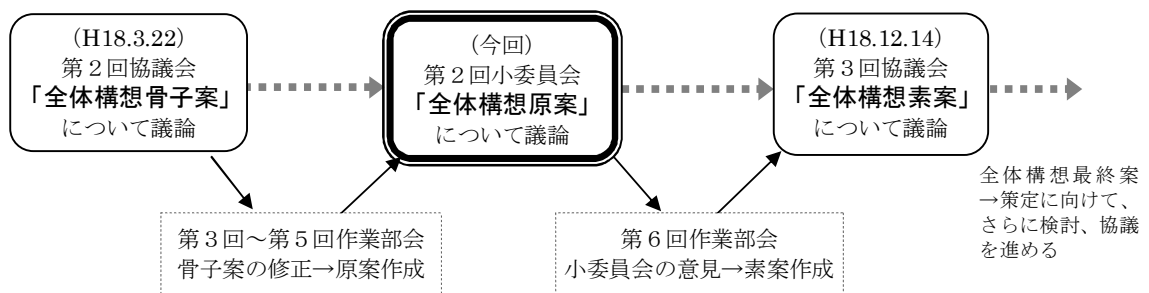 （H18.3.22）
第２回協議会
「全体構想骨子案」
について議論
（今回）
第２回小委員会
「全体構想原案」
について議論
（H18.12.14）
第３回協議会
「全体構想素案」
について議論
第３回～第５回作業部会
骨子案の修正→原案作成
第６回作業部会
小委員会の意見→素案作成
全体構想最終案
→策定に向けて、
さらに検討、協議
を進める